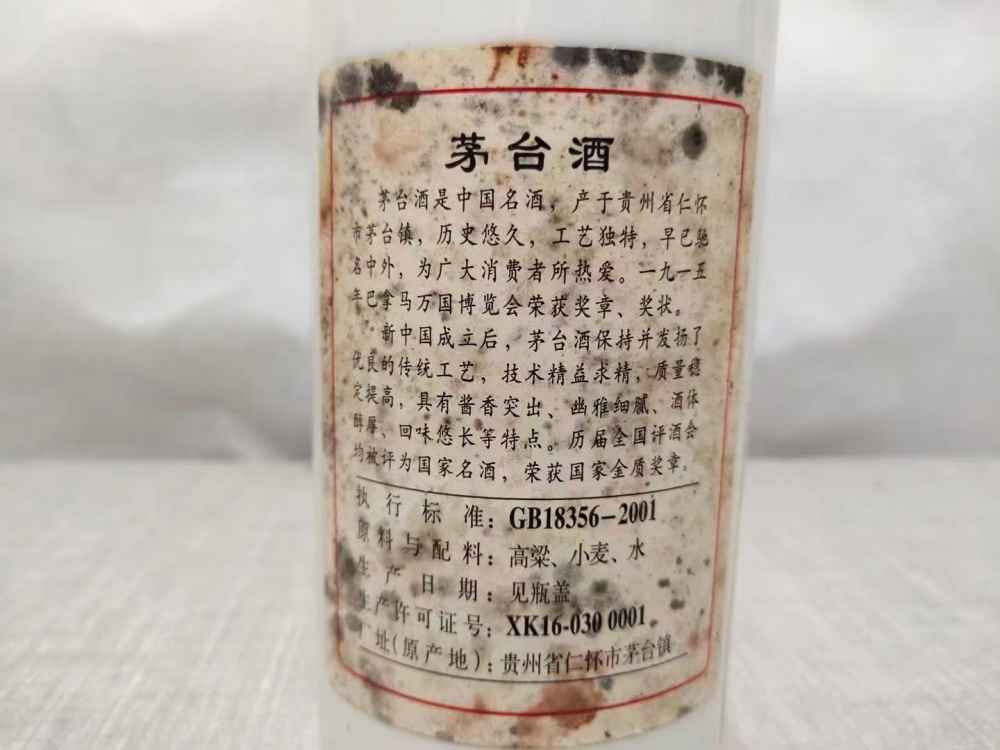 茅台酒
茅台酒是中国名酒，产于贵州省仁怀
市茅台镇，历史悠久，工艺独特，早已驰
名中外，为广大消费者所热爱。一九一五
年巴拿马万国博览会荣获奖章、奖状。
新中国成立后，茅台酒保持并发扬了
优良的传统工艺，技术精益求精，质量稳
定提高，具有酱香突出、幽雅细腻、酒体
醇厚、回味悠长等特点。历届全国评酒会
均被评为国家名酒，荣获国家金质奖章。
执行标准：GB18356-2001
原料与配料：高粱、小麦、水
生产日期：见瓶盖
生产许可证号：XK16-030 0001
厂址(原产地)：贵州省仁怀市茅台镇